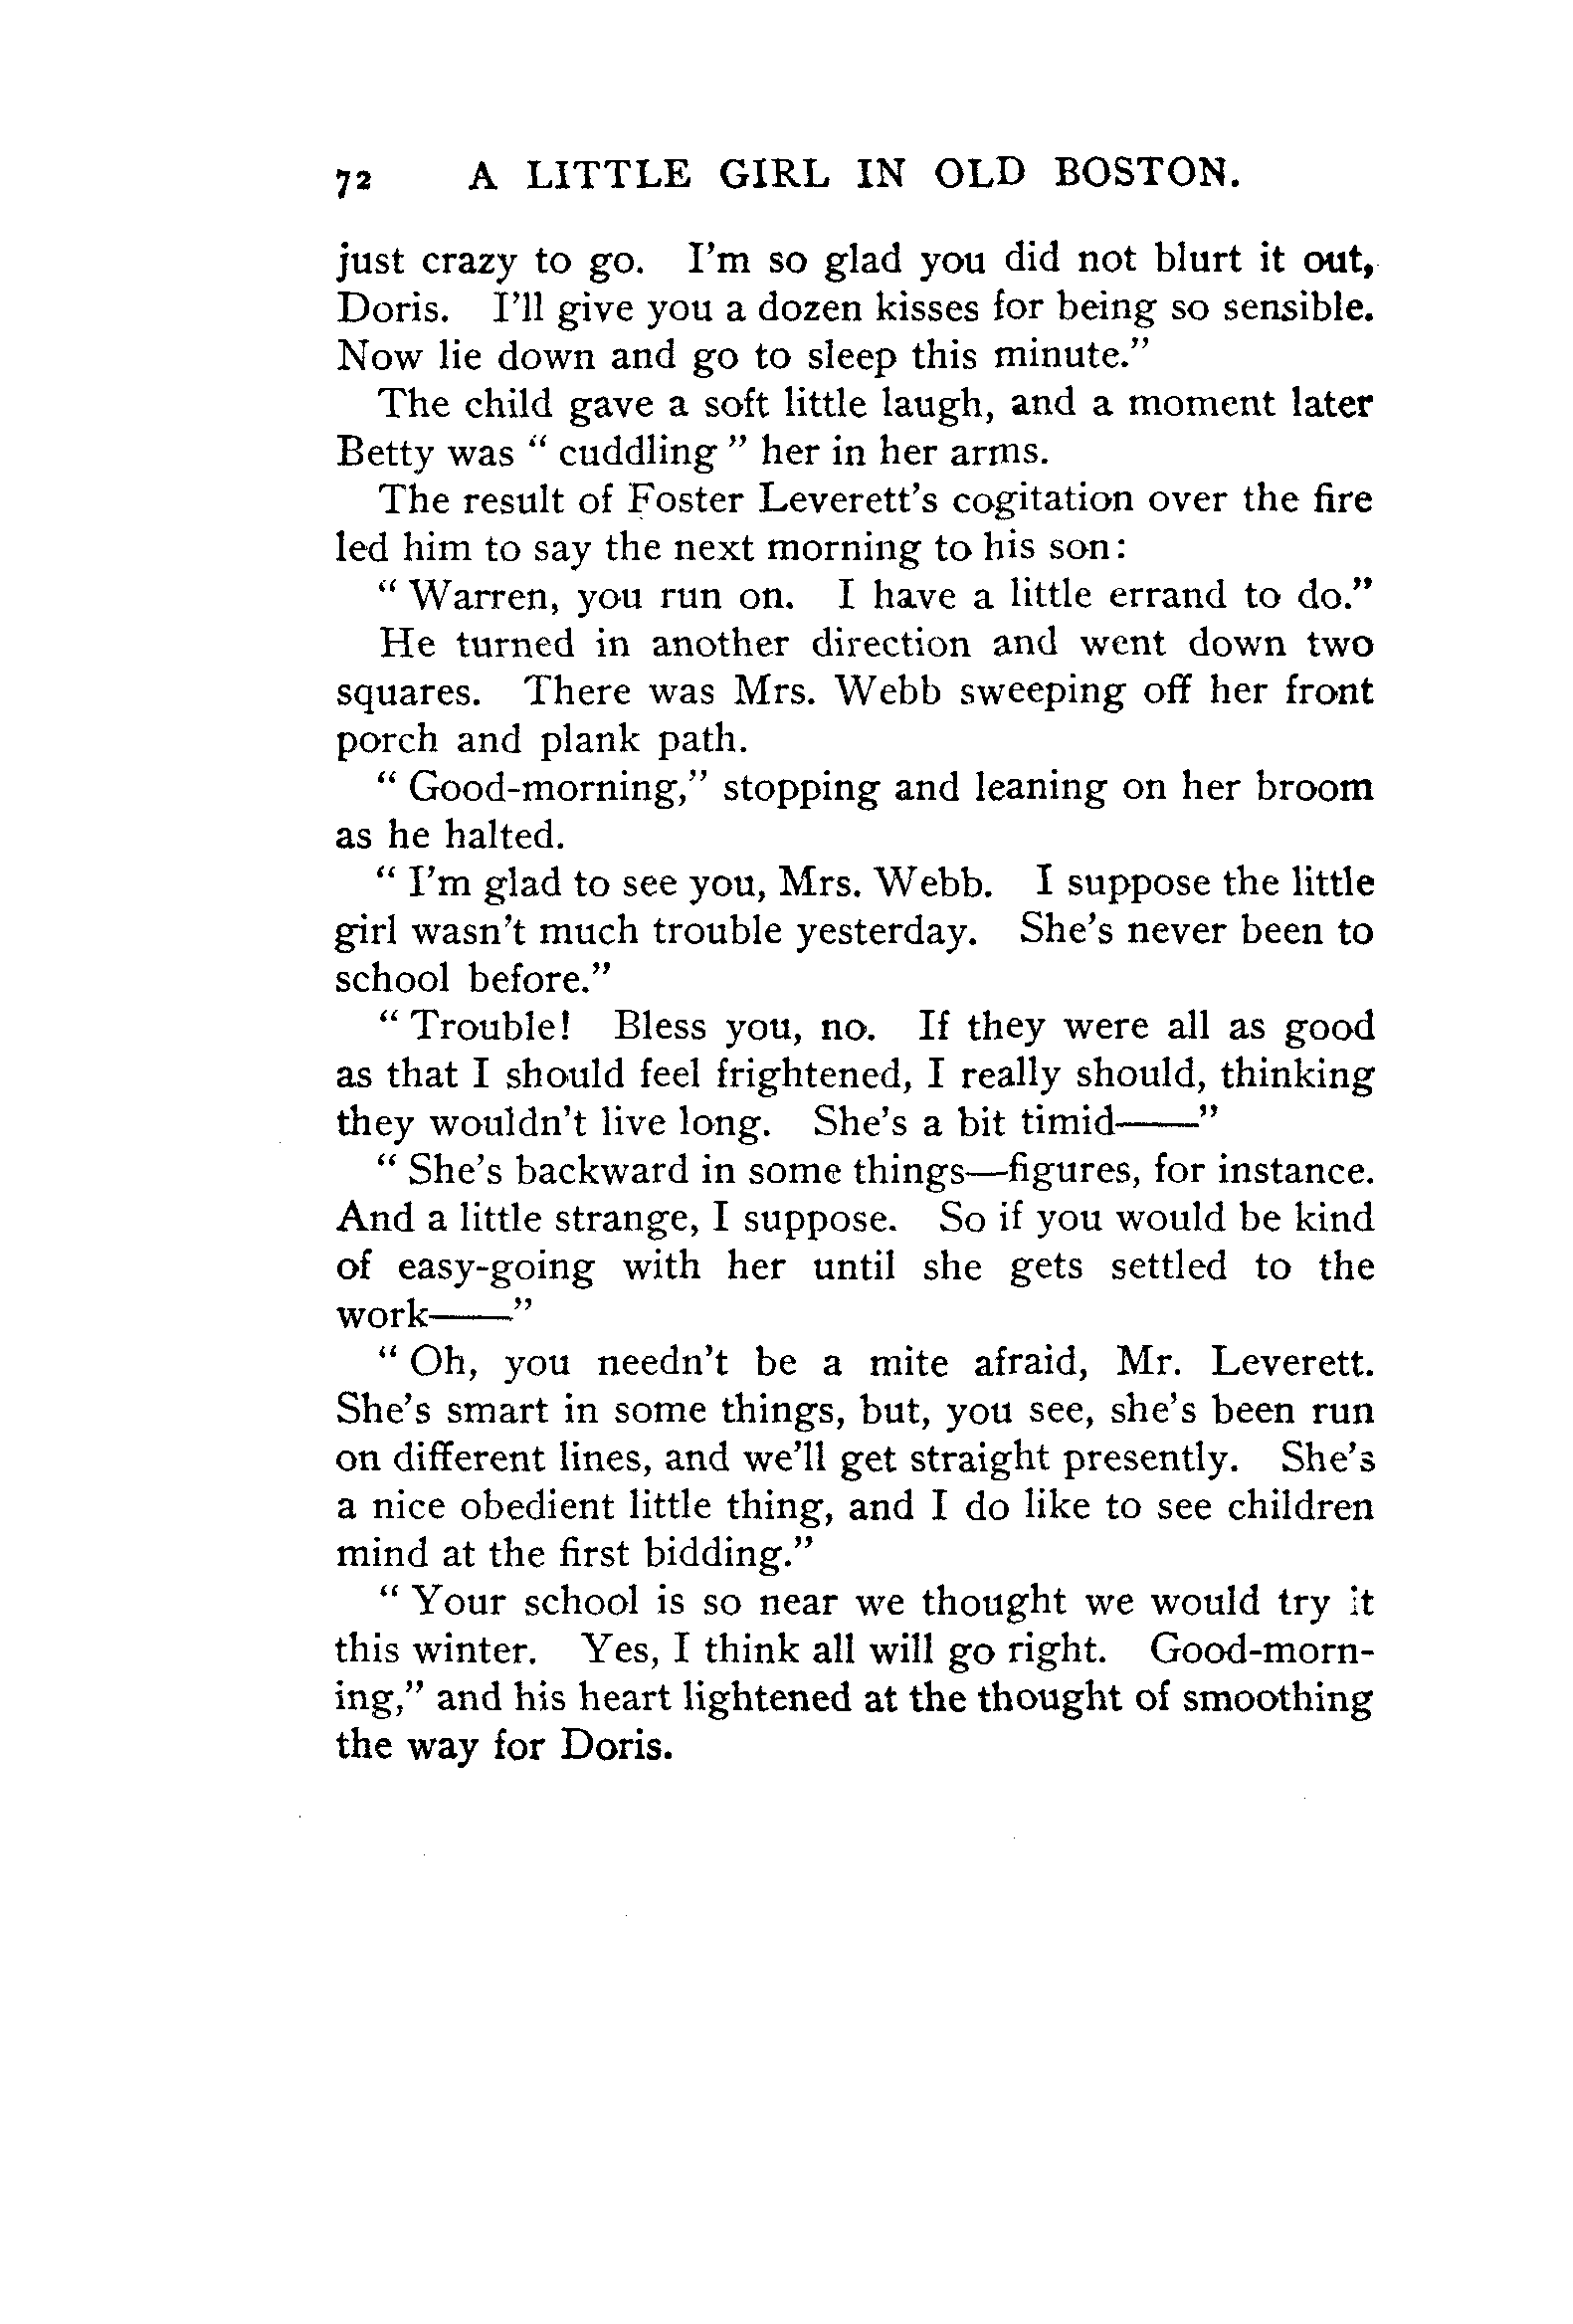 72 A LITTLE GIRL IN OLD BOSTON.
just crazy to go. I'm so glad you did not blurt it out,
Doris. I'll give you a dozen kisses for being so sensible.
Now lie down and go to sleep this minute."
The child gave a soft little laugh, and a moment later
Betty was " cuddling " her in her arms.
The result of Foster Leverett's cogitation over the fire
led him to say the next morning to his son:
" Warren, you run on. I have a little errand to do."
He turned in another direction and went down two
squares. There was Mrs. Webb sweeping off her front
porch and plank path.
" Good-morning," stopping and leaning on her broom
as he halted.
" I'm glad to see you, Mrs. Webb. I suppose the little
girl wasn't much trouble yesterday. She's never been to
school before."
" Trouble! Bless you, no. If they were all as good
as that I should feel frightened, I really should, thinking
they wouldn't live long. She's a bit timid——"
" She's backward in some things—figures, for instance.
And a little strange, I suppose. So if you would be kind
of easy-going with her until she gets settled to the
work——"
" Oh, you needn't be a mite afraid, Mr. Leverett.
She's smart in some things, but, you see, she's been run
on different lines, and we'll get straight presently. She's
a nice obedient little thing, and I do like to see children
mind at the first bidding."
" Your school is so near we thought we would try it
this winter. Yes, I think all will go right. Good-morn-
ing," and his heart lightened at the thought of smoothing
the way for Doris.